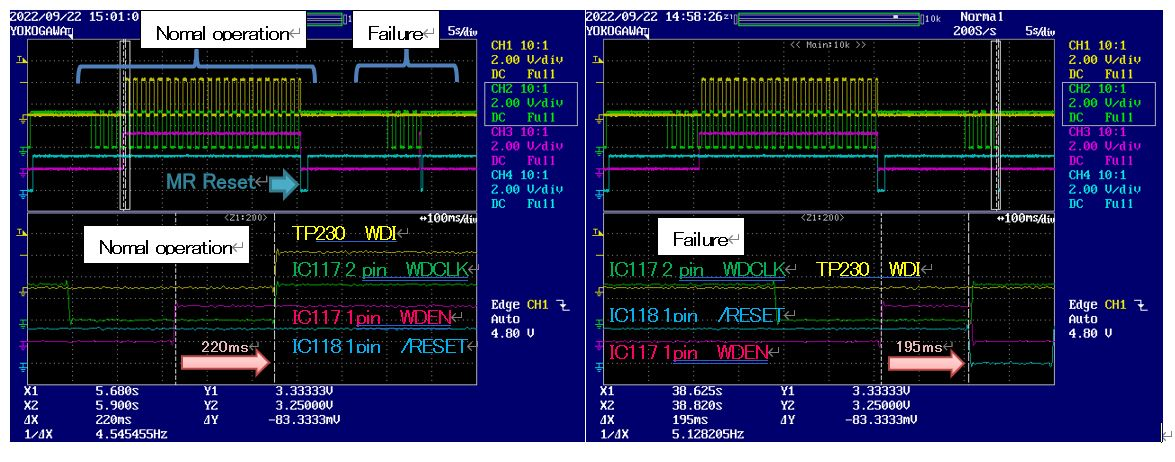 2022/09/22 15:01:0
YOKOGAWA
Nomal operation
Failure
5s/div
CH1 10:1
2.00 V/div
DC Full
CH2 10:1
2.00 V/div
DC Full
CH3 10:1
2.00 V/div
DC Full
CH4 10:1
2.00 V/div
DC Full
MR Reset
<Z1:200>
100ms/div
Nomal operation
TP230 WDI
IC117 2 pin WDCLK
IC117 1pin WDEN
IC118 1pin /RESET
220ms
Edge CH1
Auto
4.80 V
X1 5.680s Y1 3.33333V
X2 5.900s Y2 3.25000V
ΔX 220ms ΔY -83.3333mV
1/ΔX 4.545455Hz
2022/09/22 14:58:26
10k
Normal
YOKOGAWA
200S/s 5s/div
<< Main:10k >>
CH1 10:1
2.00 V/div
DC Full
CH2 10:1
2.00 V/div
DC Full
CH3 10:1
2.00 V/div
DC Full
CH4 10:1
2.00 V/div
DC Full
<Z1:200>
100ms/div
Failure
IC117 2 pin WDCLK TP230 WDI
IC118 1pin /RESET
IC117 1pin WDEN
195ms
Edge CH1
Auto
4.80 V
X1 38.625s Y1 3.33333V
X2 38.820s Y2 3.25000V
ΔX 195ms ΔY -83.3333mV
1/ΔX 5.128205Hz